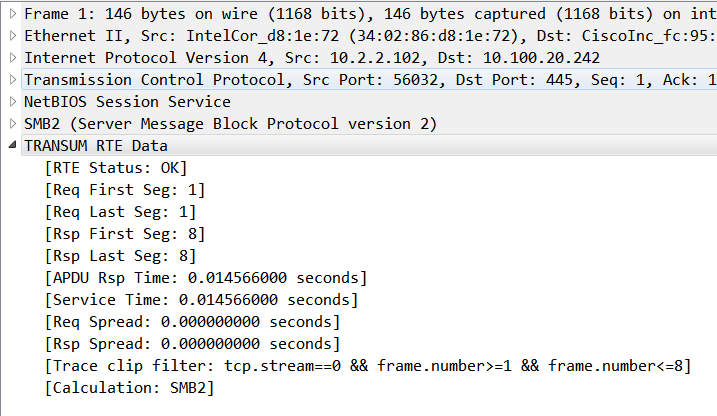 Frame 1: 146 bytes on wire (1168 bits), 146 bytes captured (1168 bits) on int
Ethernet II, Src: IntelCor_d8:1e:72 (34:02:86:d8:1e:72), Dst: CiscoInc_fc:95:
Internet Protocol Version 4, Src: 10.2.2.102, Dst: 10.100.20.242
Transmission Control Protocol, Src Port: 56032, Dst Port: 445, Seq: 1, Ack: 1
NetBIOS Session Service
SMB2 (Server Message Block Protocol version 2)
TRANSUM RTE Data
[RTE Status: OK]
[Req First Seg: 1]
[Req Last Seg: 1]
[Rsp First Seg: 8]
[Rsp Last Seg: 8]
[APDU Rsp Time: 0.014566000 seconds]
[Service Time: 0.014566000 seconds]
[Req Spread: 0.000000000 seconds]
[Rsp Spread: 0.000000000 seconds]
[Trace clip filter: tcp.stream==0 && frame.number>=1 && frame.number<=8]
[Calculation: SMB2]